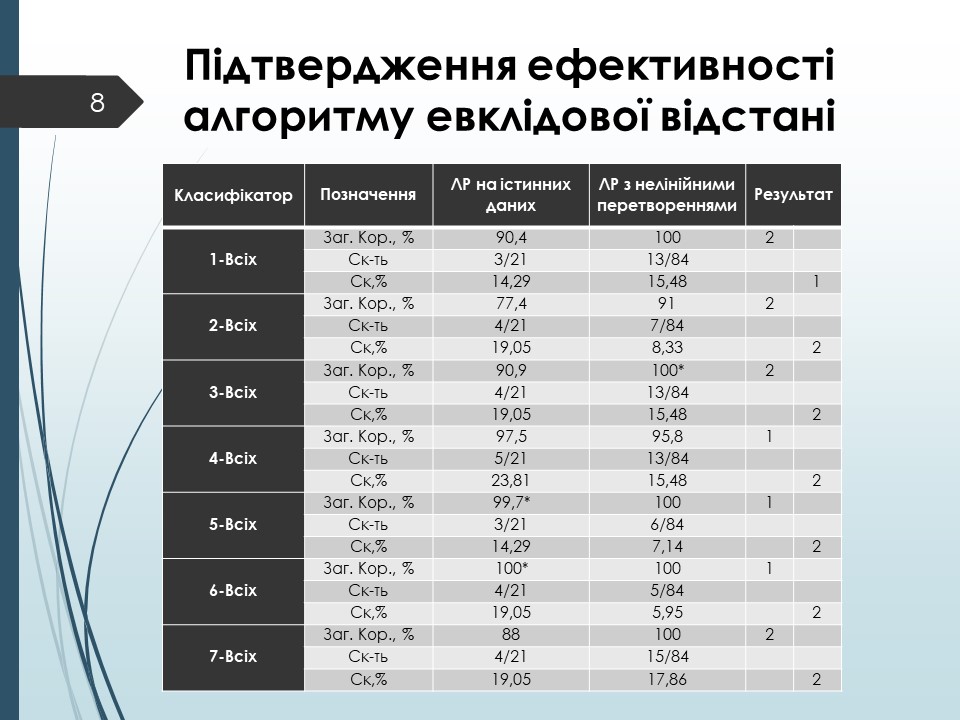 8
Підтвердження ефективності
алгоритму евклідової відстані
Класифікатор Позначення ЛР на істинних даних ЛР з нелінійними перетвореннями Результат
1-Всіх Заг. Кор., % 90,4 100 2
Ск-ть 3/21 13/84
Ск,% 14,29 15,48 1
2-Всіх Заг. Кор., % 77,4 91 2
Ск-ть 4/21 7/84
Ск,% 19,05 8,33 2
3-Всіх Заг. Кор., % 90,9 100* 2
Ск-ть 4/21 13/84
Ск,% 19,05 15,48 2
4-Всіх Заг. Кор., % 97,5 95,8 1
Ск-ть 5/21 13/84
Ск,% 23,81 15,48 2
5-Всіх Заг. Кор., % 99,7* 100 1
Ск-ть 3/21 6/84
Ск,% 14,29 7,14 2
6-Всіх Заг. Кор., % 100* 100 1
Ск-ть 4/21 5/84
Ск,% 19,05 5,95 2
7-Всіх Заг. Кор., % 88 100 2
Ск-ть 4/21 15/84
Ск,% 19,05 17,86 2